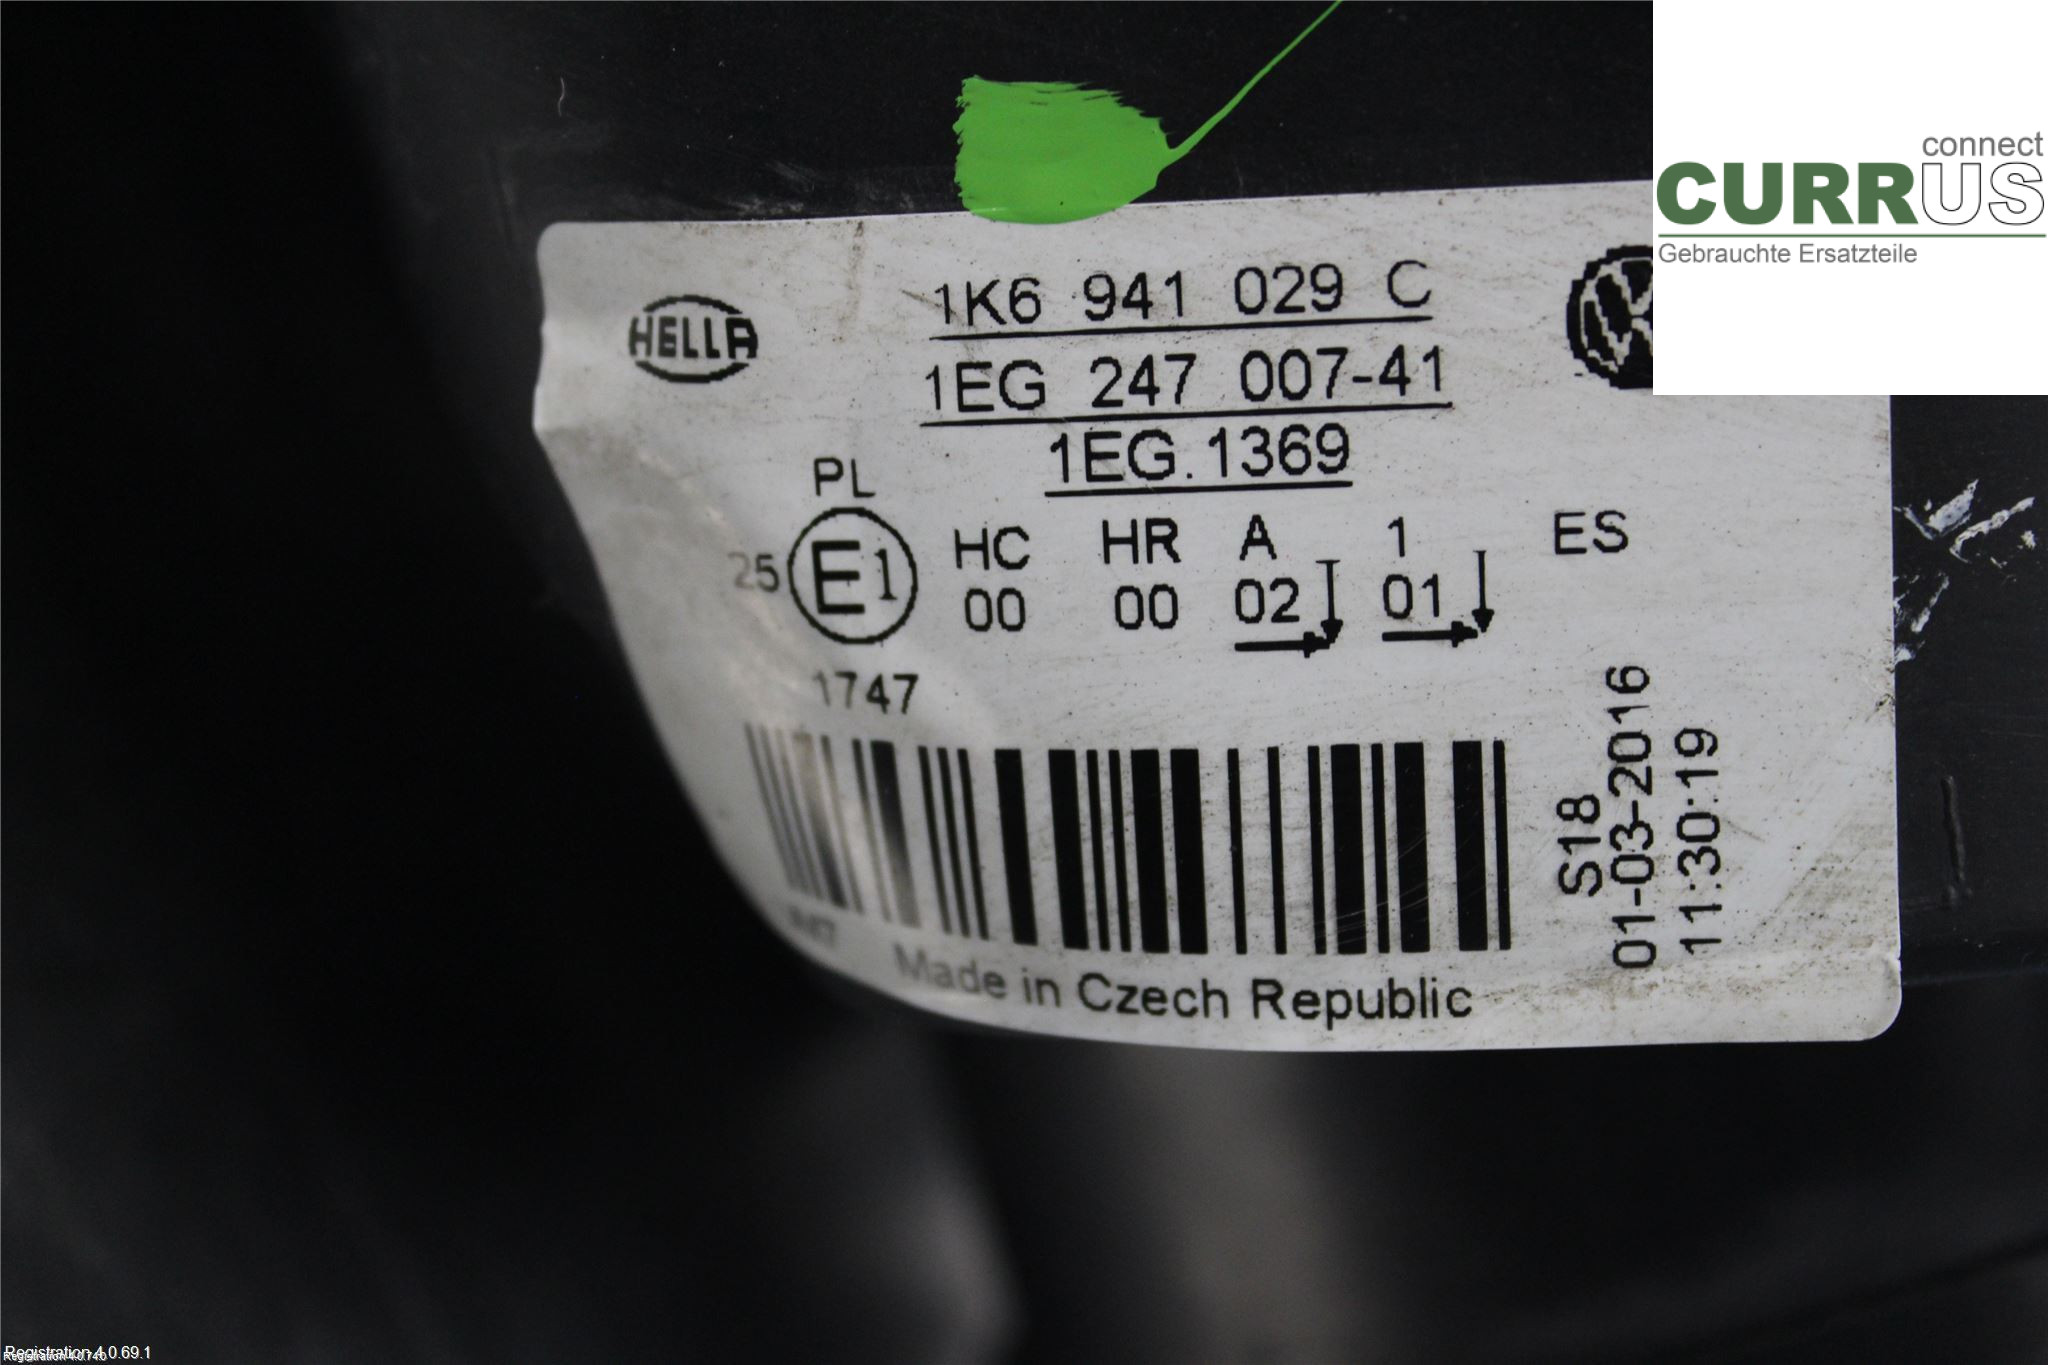 connect
CURRUS
Gebrauchte Ersatzteile
HELLA
1K6 941 029 C
1EG 247 007-41
1EG.1369
PL
25 E1 HC HR A 1 ES
00 00 02 01
1747
S18
01-03-2016
11:30:19
Made in Czech Republic
Registration 4.0.69.1